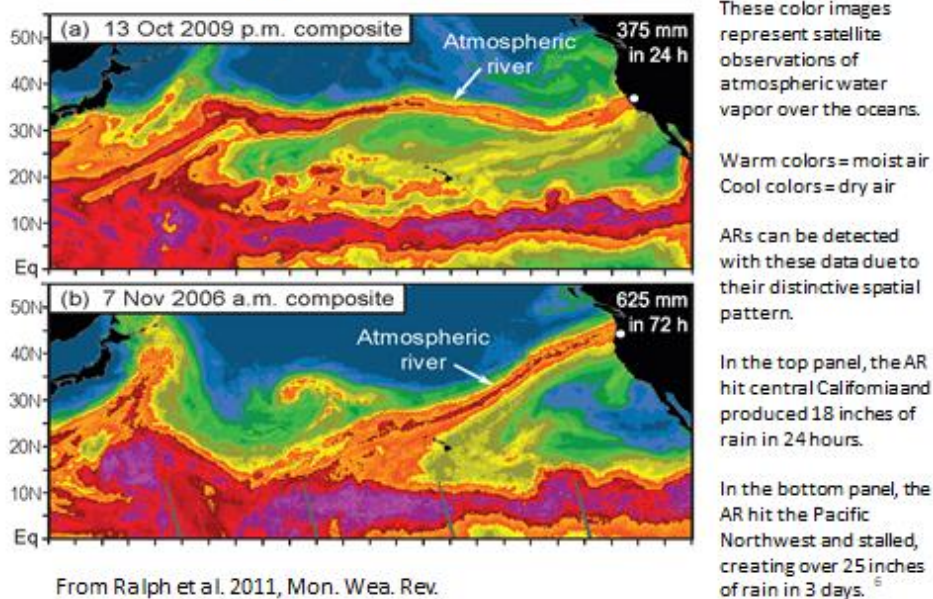 (a) 13 Oct 2009 p.m. composite
375 mm
in 24 h
Atmospheric
river
50N
40N
30N
20N
10N
Eq
(b) 7 Nov 2006 a.m. composite
625 mm
in 72 h
Atmospheric
river
50N
40N
30N
20N
10N
Eq
From Ralph et al. 2011, Mon. Wea. Rev.
These color images
represent satellite
observations of
atmospheric water
vapor over the oceans.
Warm colors = moist air
Cool colors = dry air
ARs can be detected
with these data due to
their distinctive spatial
pattern.
In the top panel, the AR
hit central California and
produced 18 inches of
rain in 24 hours.
In the bottom panel, the
AR hit the Pacific
Northwest and stalled,
creating over 25 inches
of rain in 3 days.
6